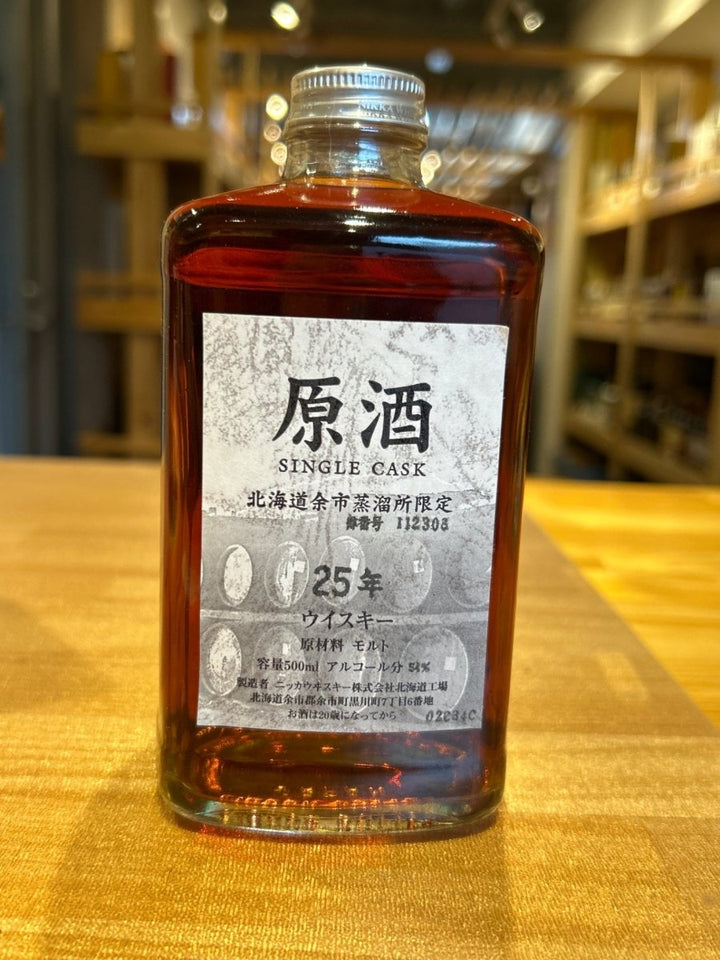 NIKKA
原酒
SINGLE CASK
北海道余市蒸溜所限定
樽番号 112308
25年
ウイスキー
原材料 モルト
容量500ml アルコール分 54%
製造者 ニッカウヰスキー株式会社北海道工場
北海道余市郡余市町黒川町7丁目6番地
お酒は20歳になってから